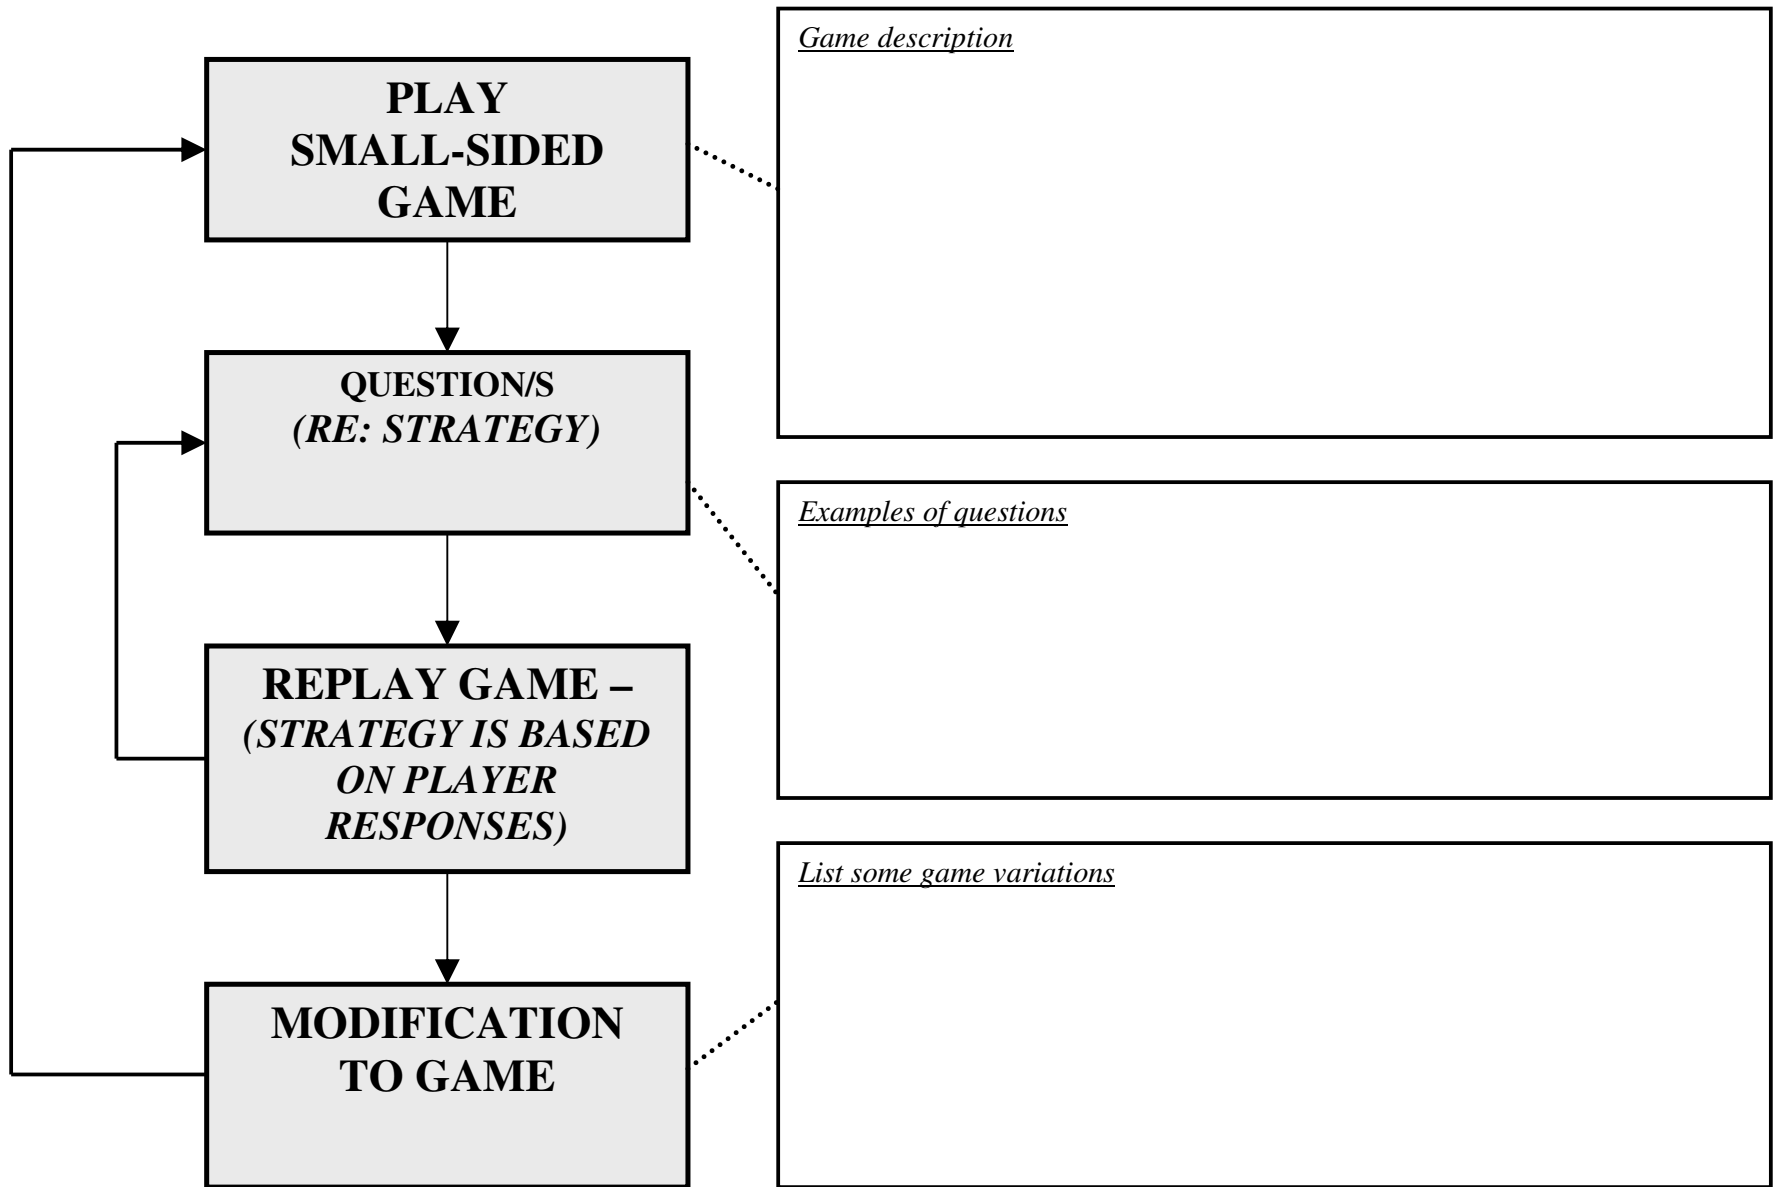 Game description
PLAY
SMALL-SIDED
GAME
QUESTION/S
(RE: STRATEGY)
Examples of questions
REPLAY GAME –
(STRATEGY IS BASED
ON PLAYER
RESPONSES)
List some game variations
MODIFICATION
TO GAME